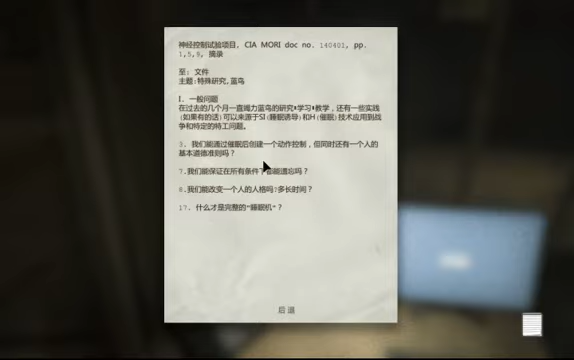 神经控制试验项目, CIA MORI doc no. 140401, pp.
1,5,9, 摘录
至: 文件
主题:特殊研究,蓝鸟
I. 一般问题
在过去的几个月一直竭力蓝鸟的研究•学习•教学，还有一些实践
(如果有的话)可以来源于SI(睡眠诱导)和H(催眠)技术应用到战
争和特定的特工问题。
3. 我们能通过催眠后创建一个动作控制，但同时还有一个人的
基本道德准则吗？
7.我们能保证在所有条件下都能遗忘吗？
8.我们能改变一个人的人格吗?多长时间？
17. 什么才是完整的"睡眠机"？
后退